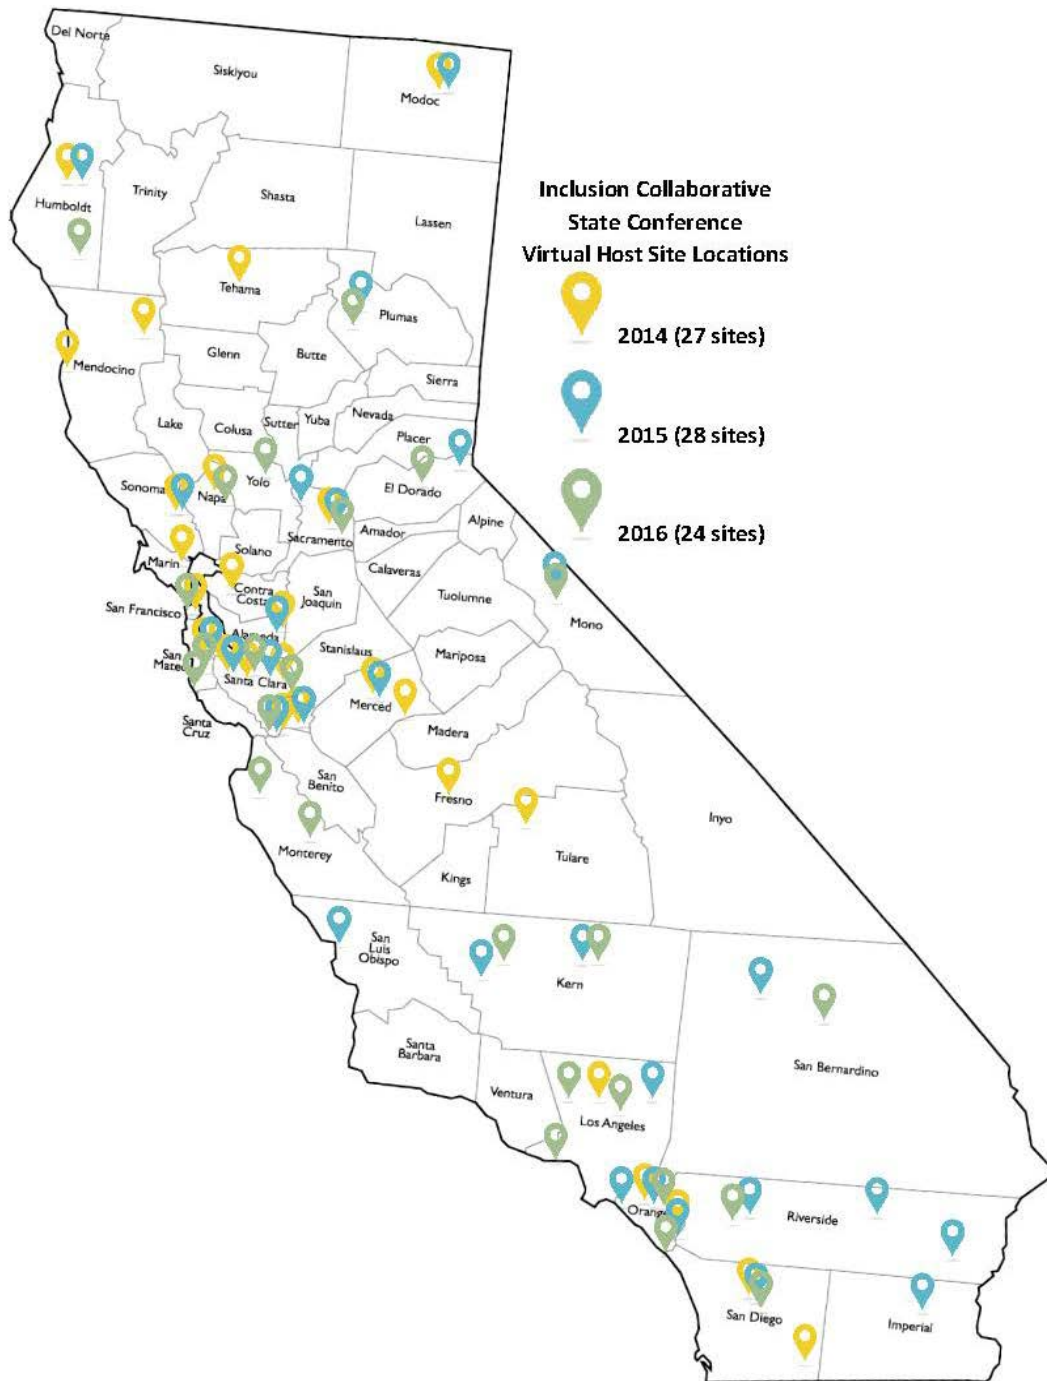 Del Norte
Siskiyou
Modoc
Humboldt
Trinity
Shasta
Lassen
Inclusion Collaborative
State Conference
Virtual Host Site Locations
2014 (27 sites)
2015 (28 sites)
2016 (24 sites)
Tehama
Plumas
Mendocino
Glenn
Butte
Sierra
Lake
Colusa
Sutter
Yuba
Nevada
Placer
Sonoma
Napa
Yolo
El Dorado
Sacramento
Amador
Alpine
Marin
Solano
Calaveras
Contra
Costa
San
Joaquin
Tuolumne
Mono
San Francisco
Alameda
Stanislaus
Mariposa
San
Mateo
Santa Clara
Merced
Santa
Cruz
Madera
San
Benito
Fresno
Inyo
Monterey
Kings
Tulare
San
Luis
Obispo
Kern
Santa
Barbara
Ventura
Los Angeles
San Bernardino
Orange
Riverside
San Diego
Imperial